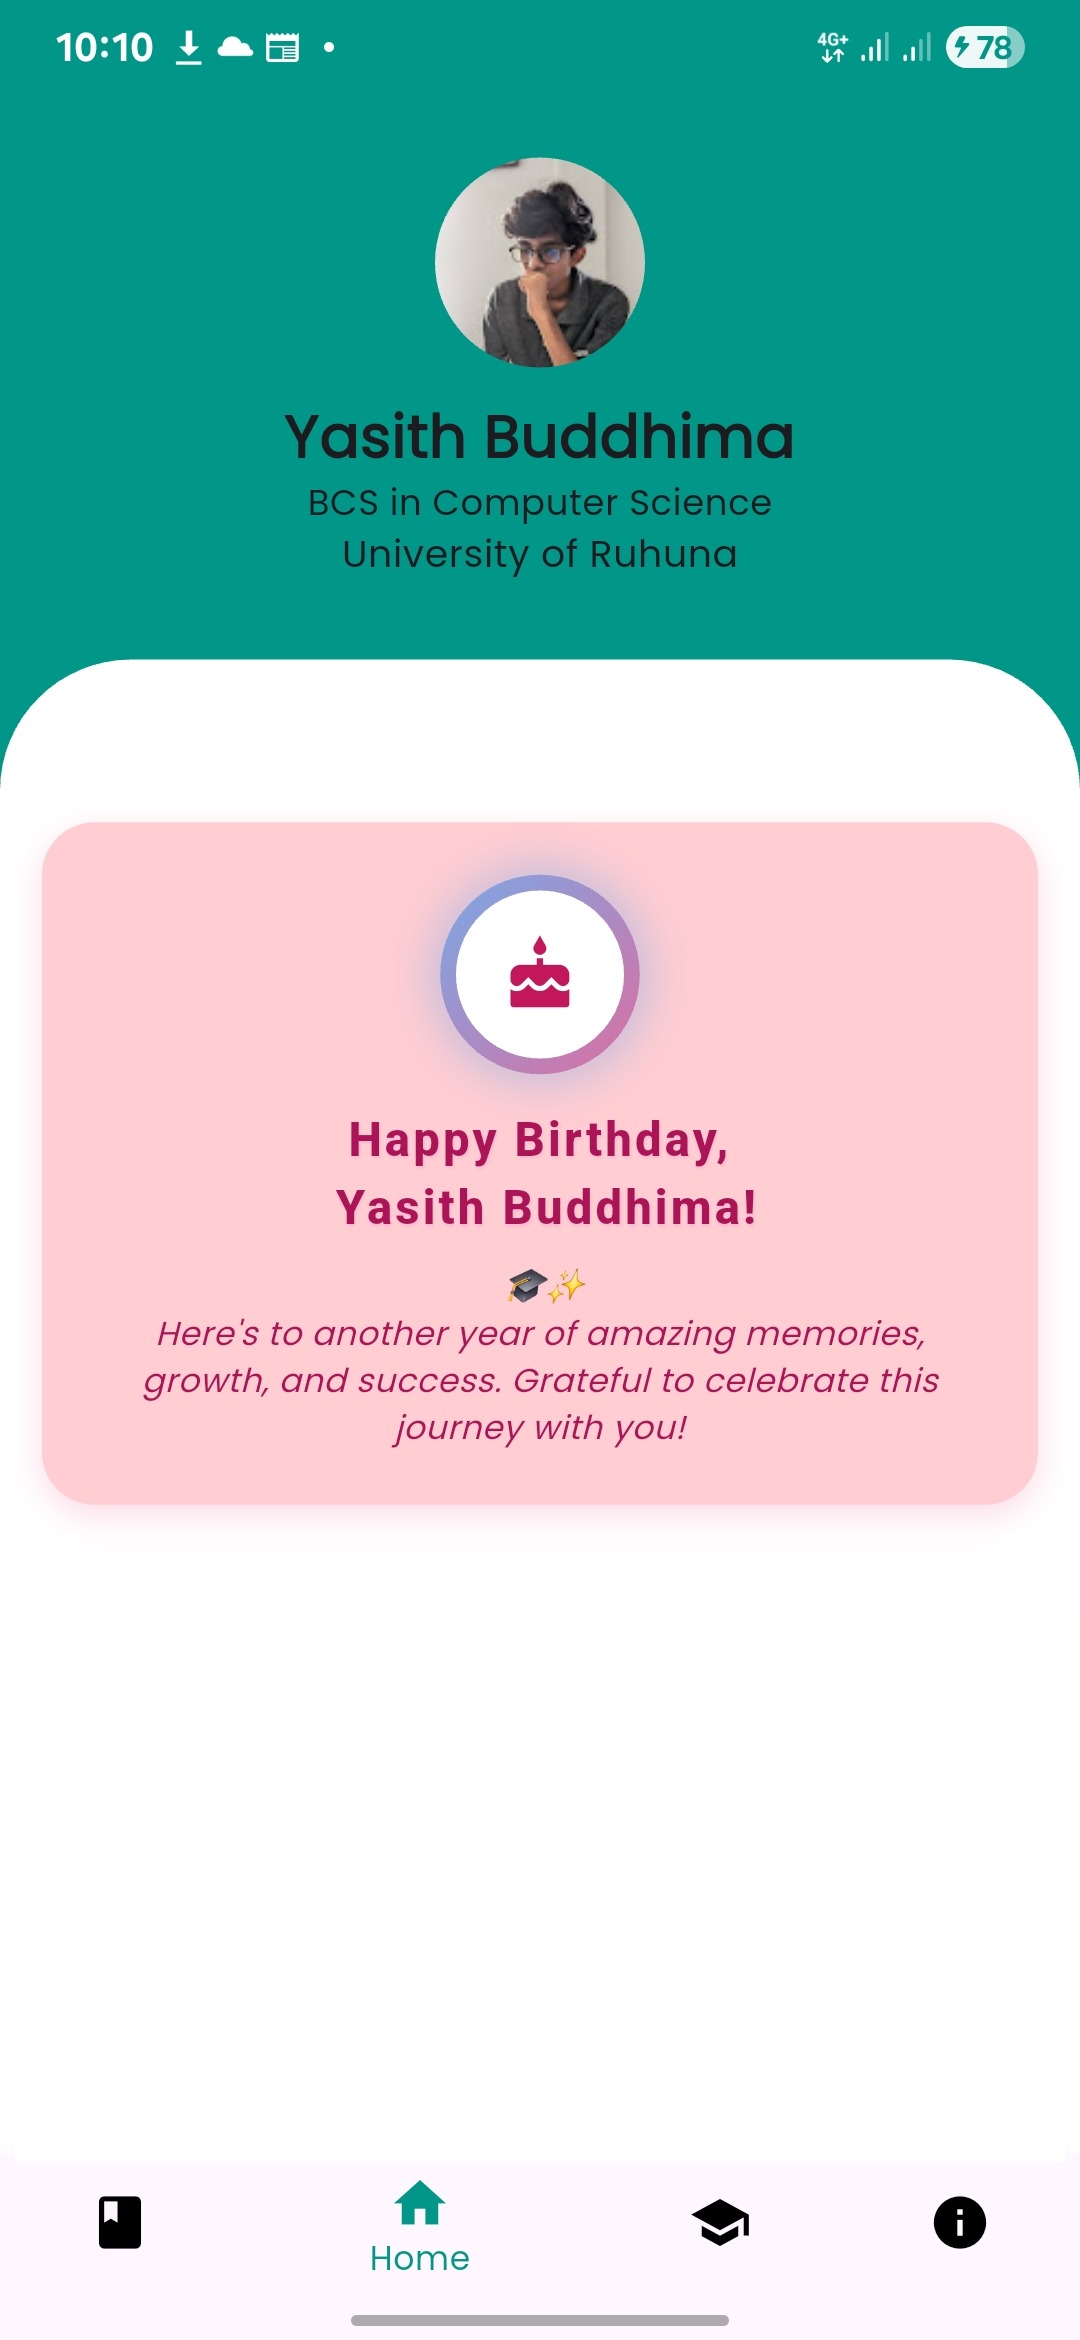 10:10
4G+
78
Yasith Buddhima
BCS in Computer Science
University of Ruhuna
Happy Birthday,
Yasith Buddhima!
🎓✨
Here's to another year of amazing memories,
growth, and success. Grateful to celebrate this
journey with you!
Home